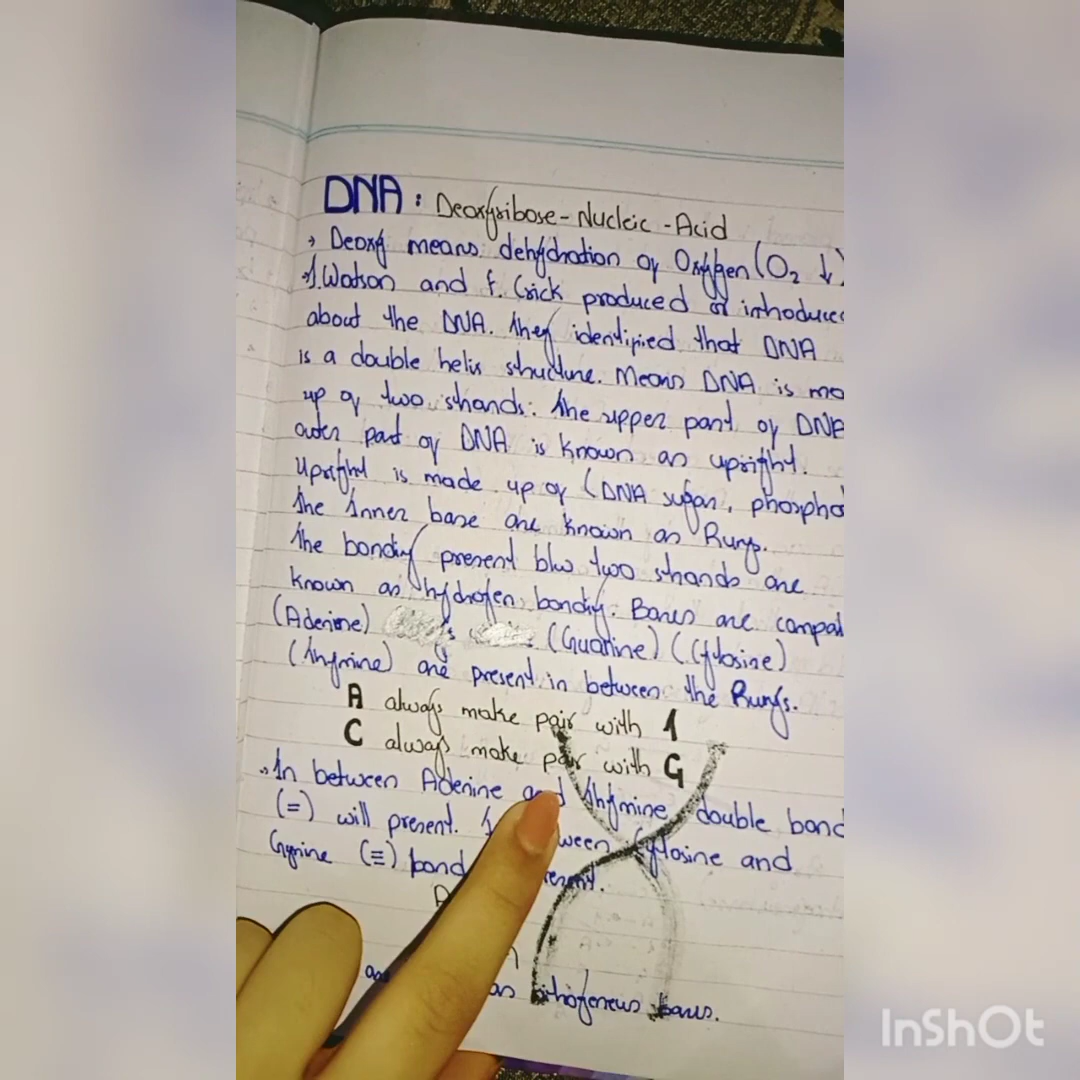 DNA : Deoxyribose - Nucleic - Acid
→ Deoxy means dehydration of Oxygen (O2 ↓)
→ J.Watson and F. Crick produced or introduce
about the DNA. They identified that DNA
is a double helix structure. Means DNA is
up of two strands. The upper part of DNA
outer part of DNA is known as upright.
Upright is made up of (DNA sugar, phospho
The Inner base are known as Rungs.
The bonding present b/w two strands are
known as hydrogen bonding. Bases are
(Adenine) (Guanine) (Cytosine)
(Thymine) are present in between the Rungs.
A always make pair with T
C always make pair with G
In between Adenine and Thymine double bond
(=) will present. Cytosine and
(≡) bond
as bases.
InShOt